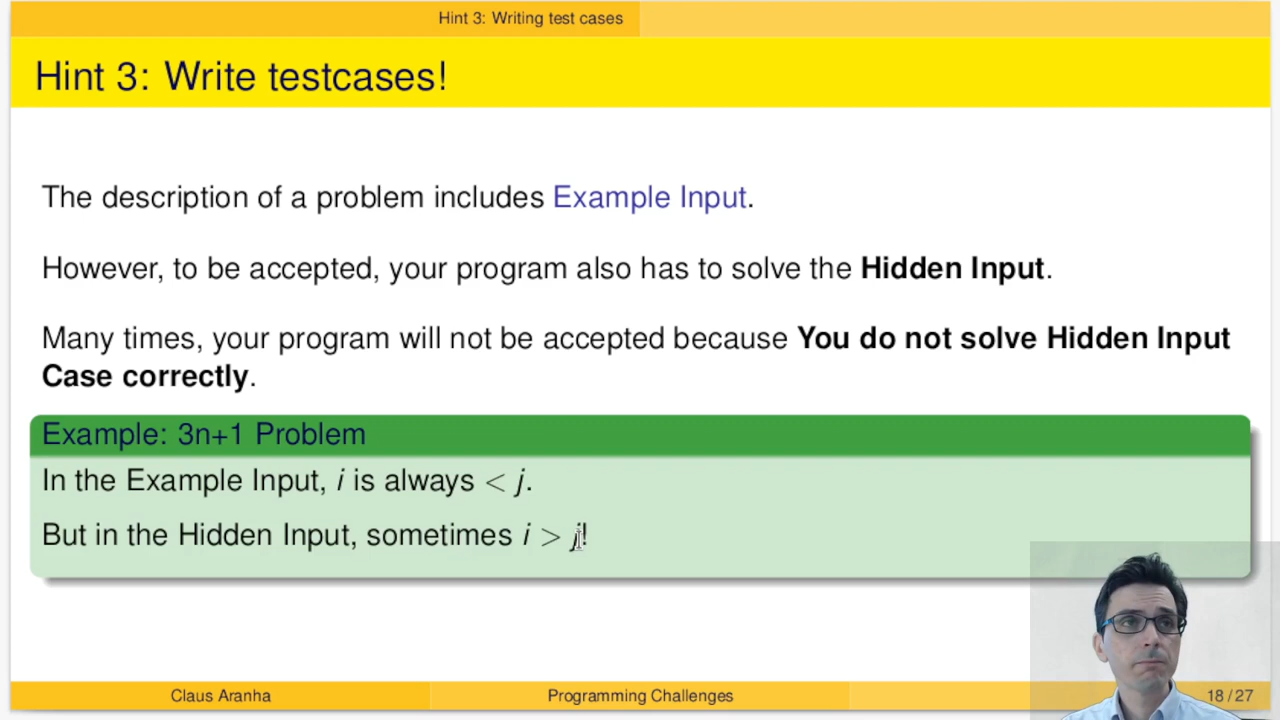 Hint 3: Writing test cases
Hint 3: Write testcases!
The description of a problem includes Example Input.
However, to be accepted, your program also has to solve the Hidden Input.
Many times, your program will not be accepted because You do not solve Hidden Input
Case correctly.
Example: 3n+1 Problem
In the Example Input, i is always < j.
But in the Hidden Input, sometimes i > j!
Claus Aranha
Programming Challenges
18 / 27